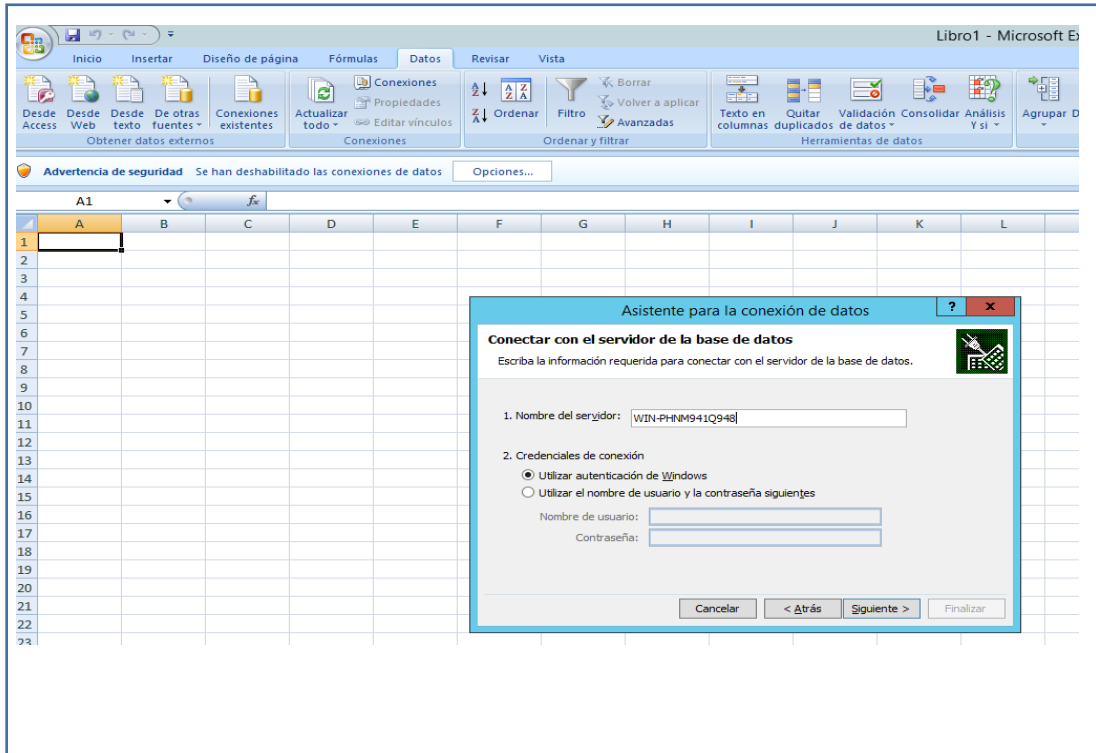 Libro1 - Microsoft Ex
Inicio Insertar Diseño de página Fórmulas Datos Revisar Vista
Desde Access
Desde Web
Desde texto
De otras fuentes
Conexiones existentes
Obtener datos externos
Actualizar todo
Conexiones
Propiedades
Editar vínculos
Conexiones
Ordenar
Filtro
Borrar
Volver a aplicar
Avanzadas
Ordenar y filtrar
Texto en columnas
Quitar duplicados
Validación de datos
Consolidar
Análisis Y si
Herramientas de datos
Agrupar D
Advertencia de seguridad Se han deshabilitado las conexiones de datos Opciones...
A1 fx
A B C D E F G H I J K L
1
2
3
4
5
6
7
8
9
10
11
12
13
14
15
16
17
18
19
20
21
22
23
Asistente para la conexión de datos ? x
Conectar con el servidor de la base de datos
Escriba la información requerida para conectar con el servidor de la base de datos.
1. Nombre del servidor: WIN-PHNM941Q948
2. Credenciales de conexión
Utilizar autenticación de Windows
Utilizar el nombre de usuario y la contraseña siguientes
Nombre de usuario:
Contraseña:
Cancelar < Atrás Siguiente > Finalizar